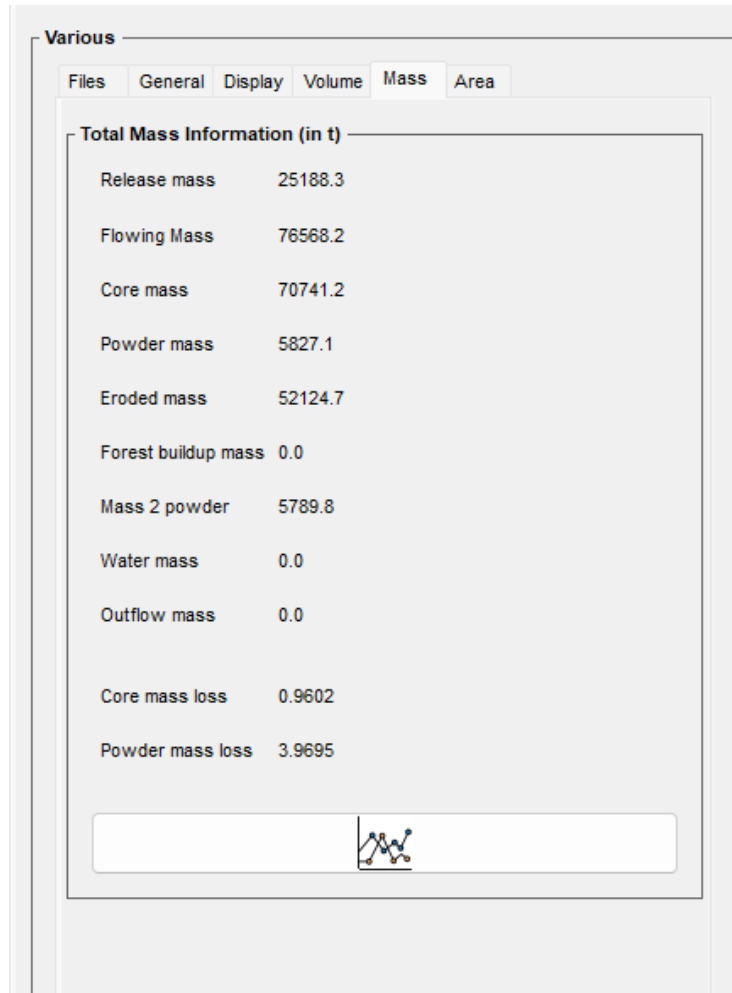 Various
Files General Display Volume Mass Area
Total Mass Information (in t)
Release mass 25188.3
Flowing Mass 76568.2
Core mass 70741.2
Powder mass 5827.1
Eroded mass 52124.7
Forest buildup mass 0.0
Mass 2 powder 5789.8
Water mass 0.0
Outflow mass 0.0
Core mass loss 0.9602
Powder mass loss 3.9695